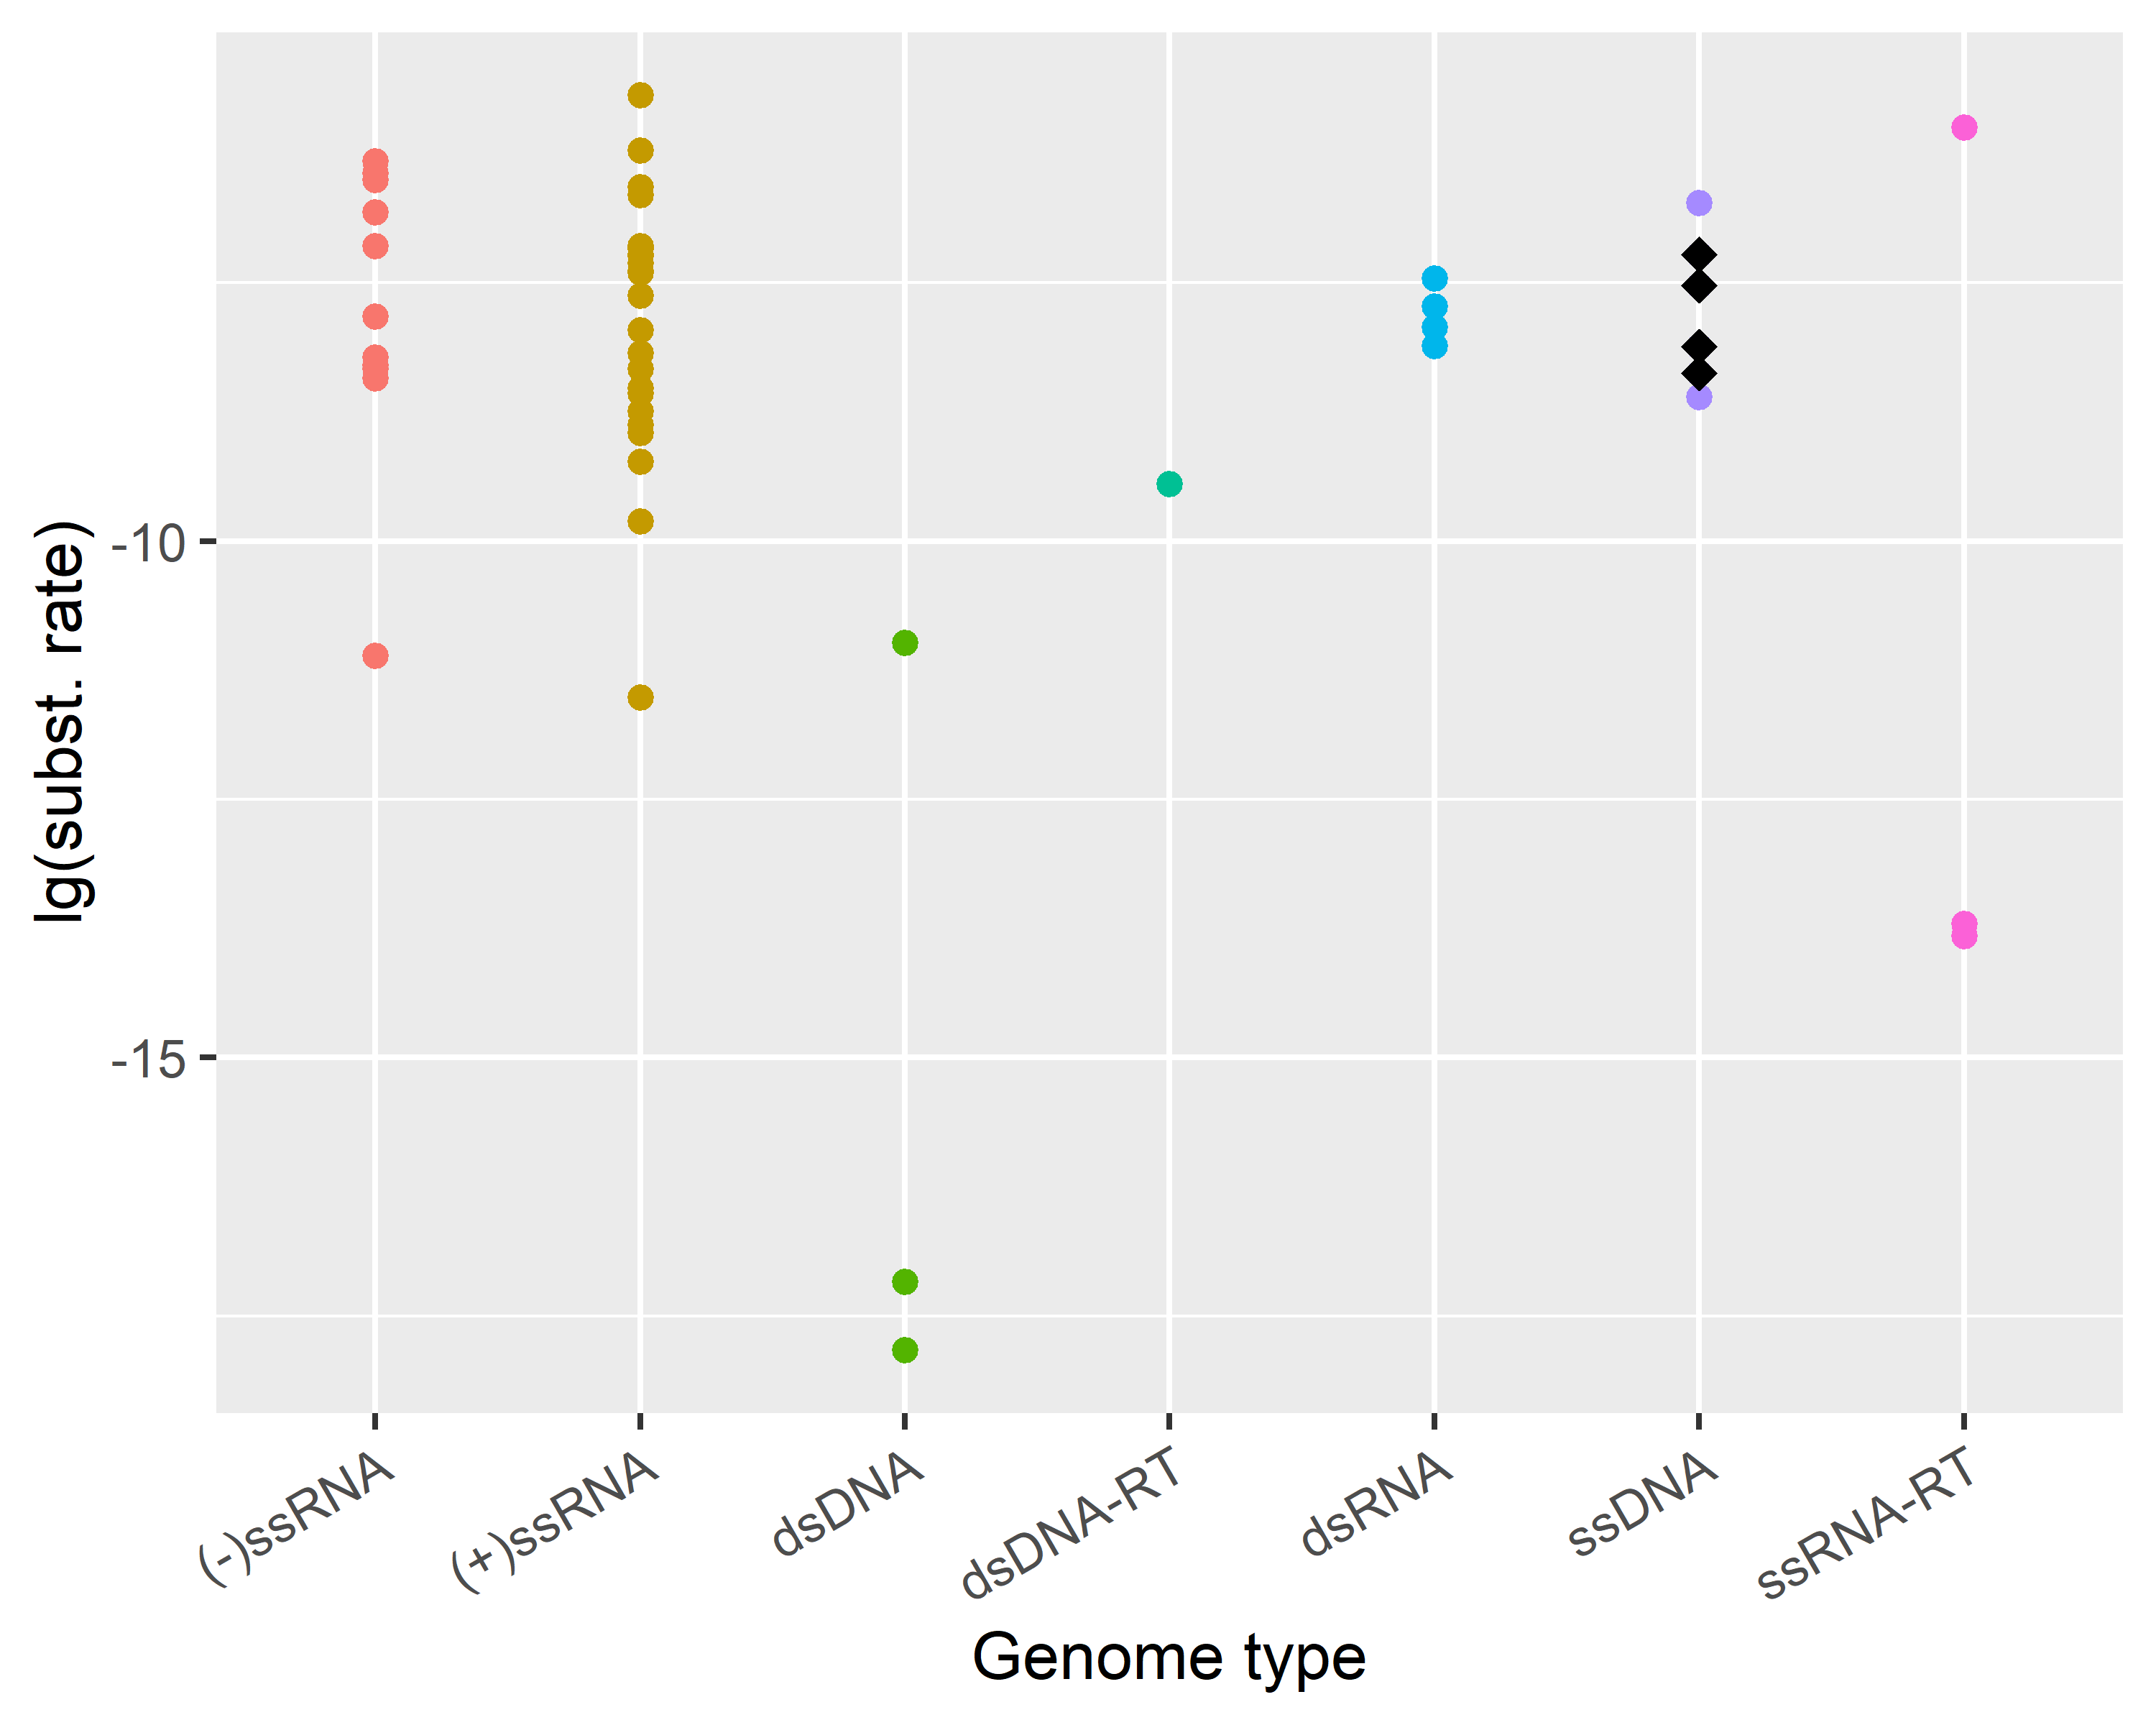 lg(subst. rate)
-10
-15
(-)ssRNA
(+)ssRNA
dsDNA
dsDNA-RT
dsRNA
ssDNA
ssRNA-RT
Genome type